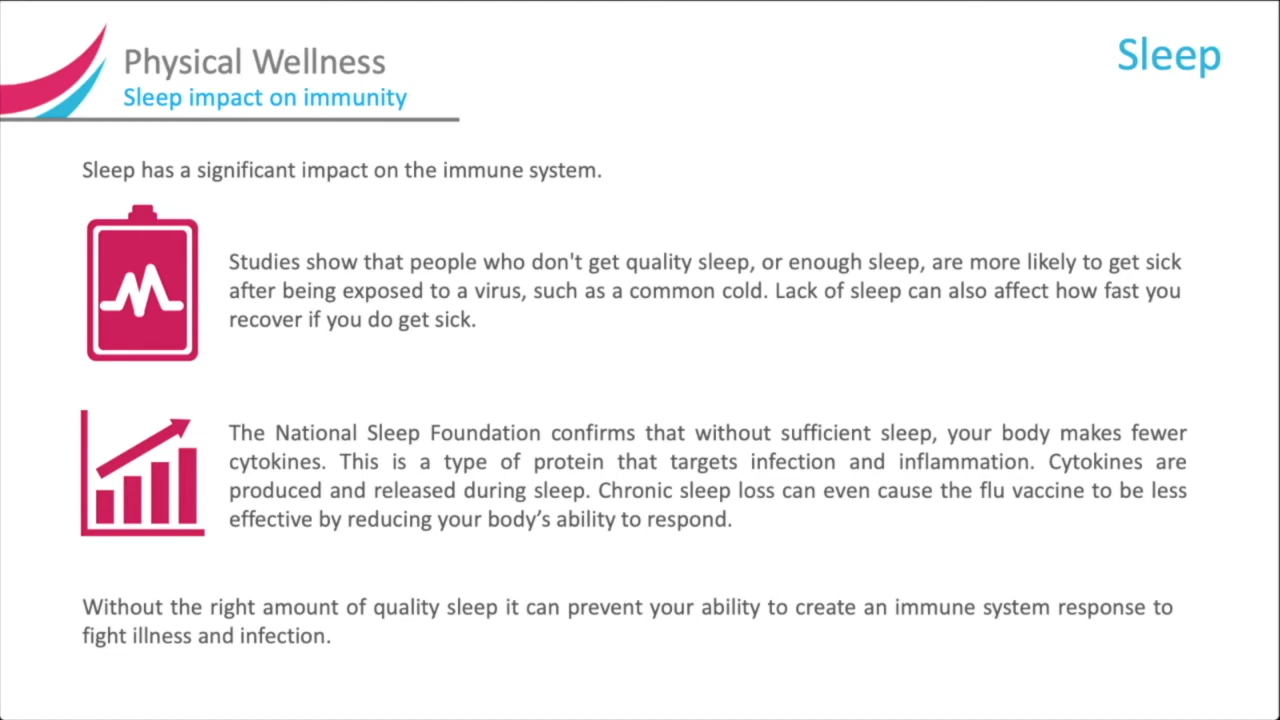 Physical Wellness
Sleep
Sleep impact on immunity
Sleep has a significant impact on the immune system.
Studies show that people who don't get quality sleep, or enough sleep, are more likely to get sick
after being exposed to a virus, such as a common cold. Lack of sleep can also affect how fast you
recover if you do get sick.
The National Sleep Foundation confirms that without sufficient sleep, your body makes fewer
cytokines. This is a type of protein that targets infection and inflammation. Cytokines are
produced and released during sleep. Chronic sleep loss can even cause the flu vaccine to be less
effective by reducing your body’s ability to respond.
Without the right amount of quality sleep it can prevent your ability to create an immune system response to
fight illness and infection.